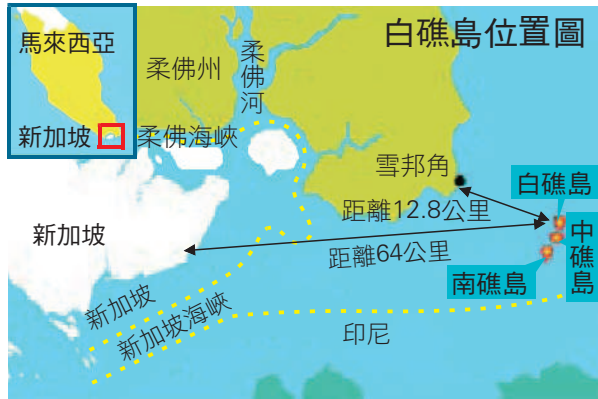 白礁島位置圖
馬來西亞
新加坡
柔佛州
柔佛河
柔佛海峽
雪邦角
白礁島
距離12.8公里
中礁島
新加坡
距離64公里
南礁島
新加坡
新加坡海峽
印尼